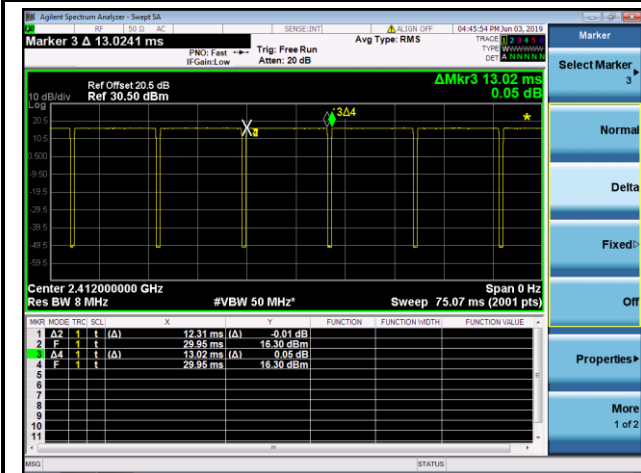 Agilent Spectrum Analyzer - Swept SA
RF 50 Ω AC SENSE:INT ALIGN OFF 04:45:54 PM Jun 03, 2019
Marker 3 Δ 13.0241 ms
PNO: Fast
IFGain:Low
Trig: Free Run
Atten: 20 dB
Avg Type: RMS
TRACE 1 2 3 4 5 6
TYPE WWWWWW
DET A N N N N N
Ref Offset 20.5 dB
10 dB/div Ref 30.50 dBm
Log
ΔMkr3 13.02 ms
0.05 dB
3Δ4
20.5
10.5
0.500
-9.50
-19.5
-29.5
-39.5
-49.5
-59.5
Center 2.412000000 GHz Span 0 Hz
Res BW 8 MHz #VBW 50 MHz* Sweep 75.07 ms (2001 pts)
MKR MODE TRC SCL X Y FUNCTION FUNCTION WIDTH FUNCTION VALUE
1 Δ2 1 t (Δ) 12.31 ms (Δ) -0.01 dB
2 F 1 t 29.95 ms 16.30 dBm
3 Δ4 1 t (Δ) 13.02 ms (Δ) 0.05 dB
4 F 1 t 29.95 ms 16.30 dBm
5
6
7
8
9
10
11
MSG STATUS
Marker
Select Marker
3
Normal
Delta
Fixed
Off
Properties
More
1 of 2